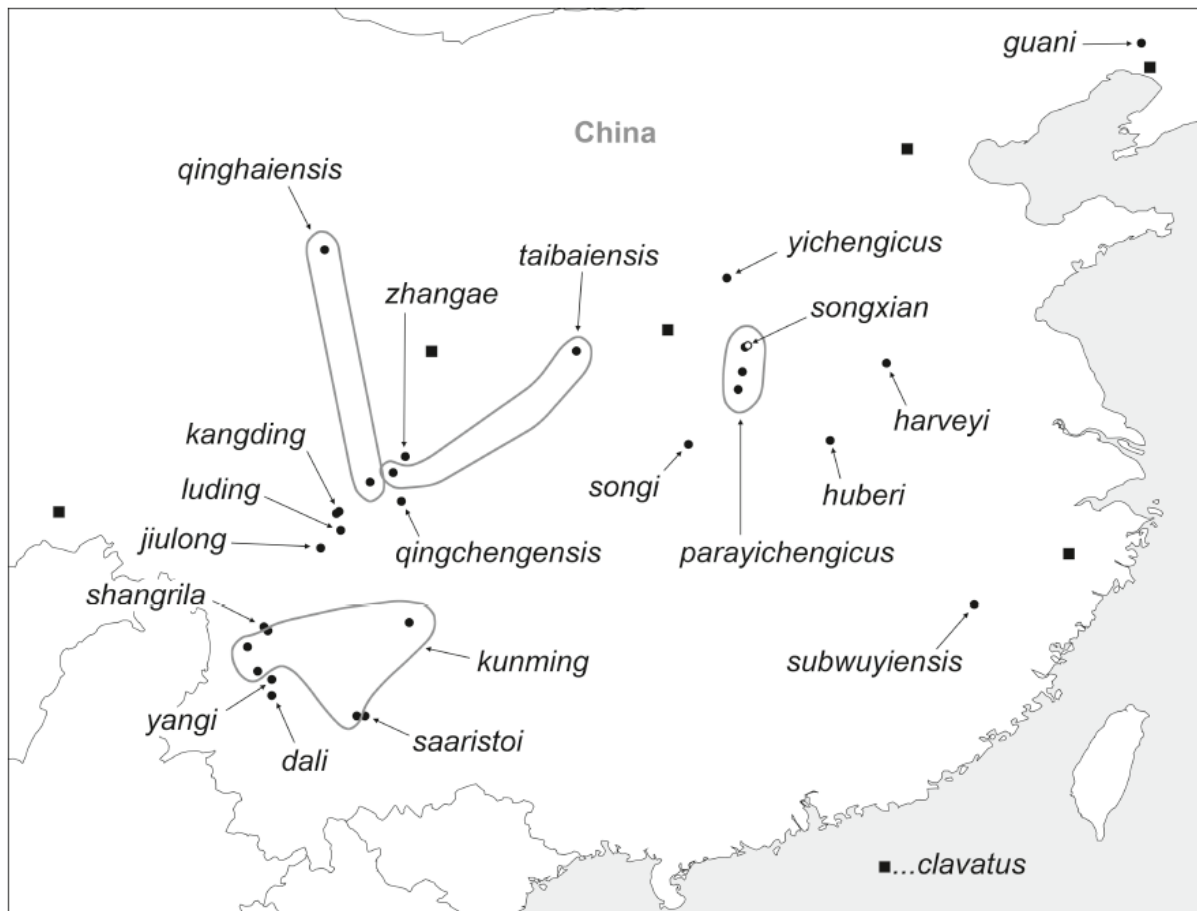 guani
China
qinghaiensis
yichengicus
taibaiensis
zhangae
songxian
harveyi
kangding
luding
songi
huberi
jiulong
qingchengensis
parayichengicus
shangrila
kunming
subwuyiensis
yangi
saaristoi
dali
...clavatus